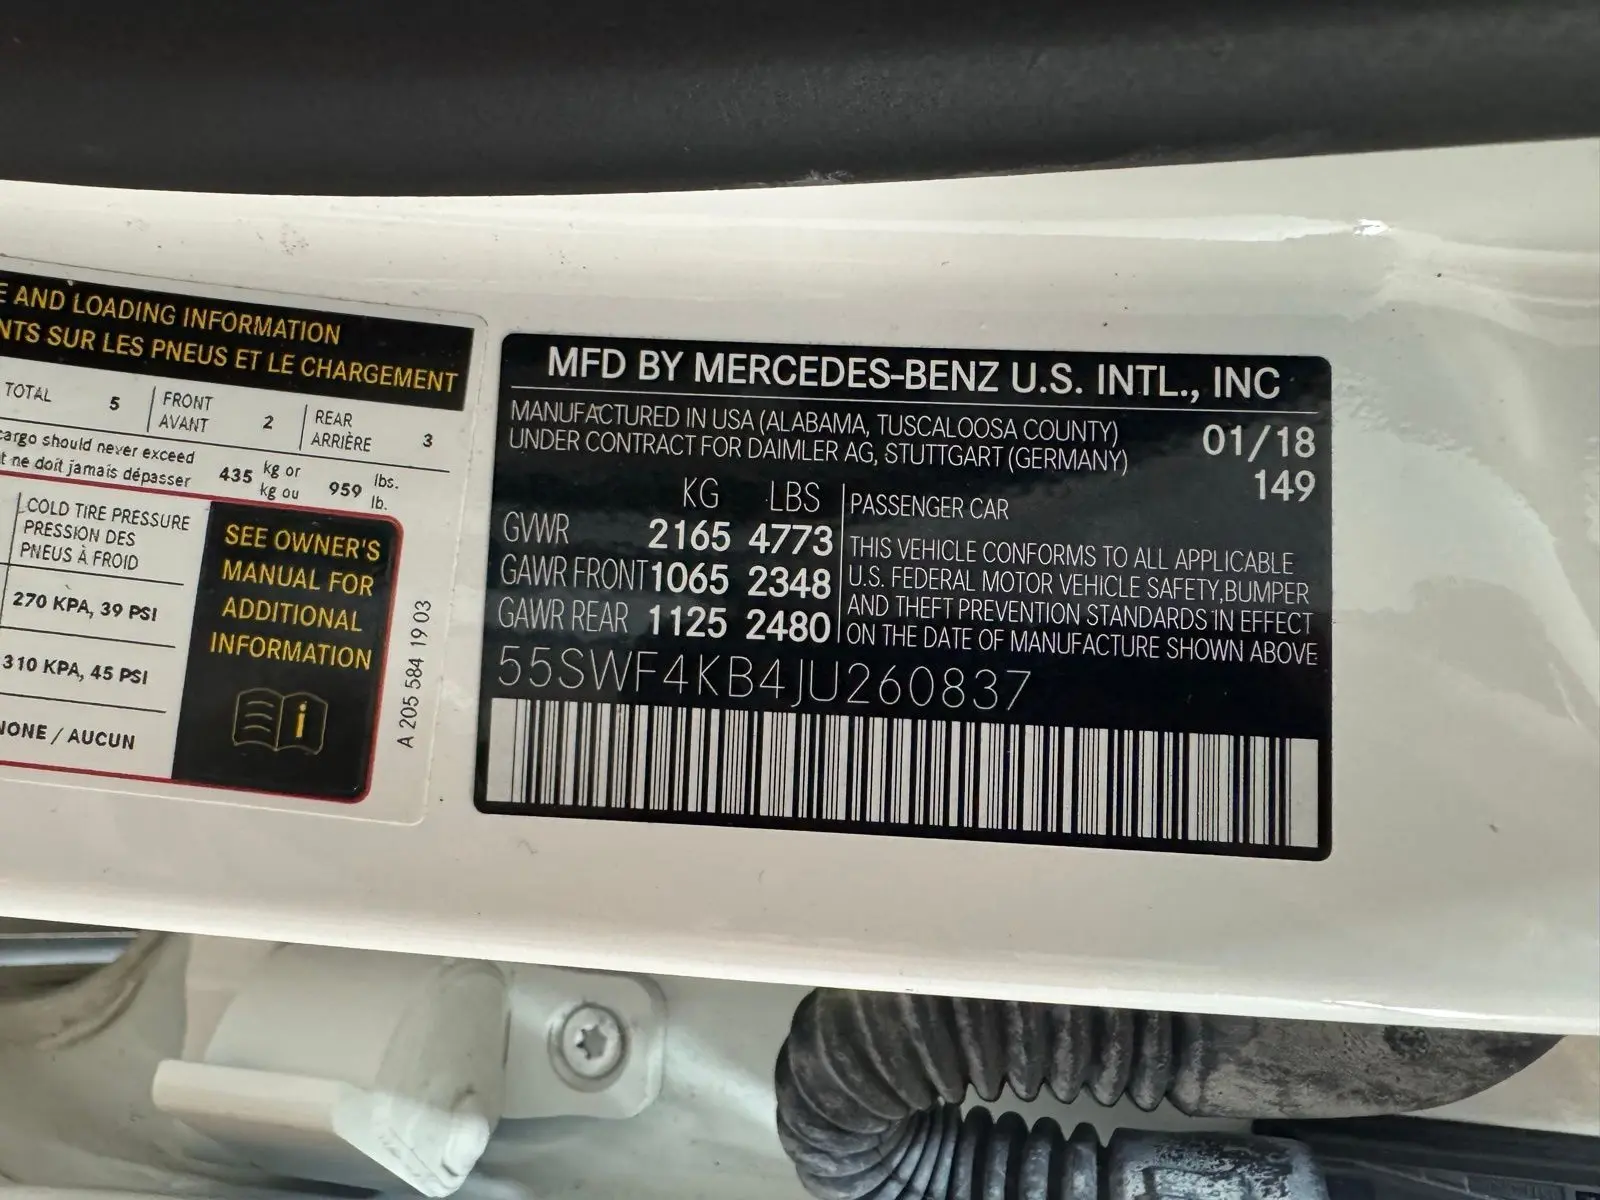 AND LOADING INFORMATION
SUR LES PNEUS ET LE CHARGEMENT
TOTAL 5 FRONT AVANT 2 REAR ARRIÈRE 3
cargo should never exceed
ne doit jamais dépasser
435 kg or kg ou 959 lbs. lb.
COLD TIRE PRESSURE
PRESSION DES
PNEUS À FROID
270 KPA, 39 PSI
310 KPA, 45 PSI
NONE / AUCUN
SEE OWNER'S
MANUAL FOR
ADDITIONAL
INFORMATION
i
A 205 584 19 03
MFD BY MERCEDES-BENZ U.S. INTL., INC
MANUFACTURED IN USA (ALABAMA, TUSCALOOSA COUNTY)
UNDER CONTRACT FOR DAIMLER AG, STUTTGART (GERMANY)
01/18
149
KG LBS
GVWR 2165 4773
GAWR FRONT 1065 2348
GAWR REAR 1125 2480
PASSENGER CAR
THIS VEHICLE CONFORMS TO ALL APPLICABLE
U.S. FEDERAL MOTOR VEHICLE SAFETY,BUMPER
AND THEFT PREVENTION STANDARDS IN EFFECT
ON THE DATE OF MANUFACTURE SHOWN ABOVE
55SWF4KB4JU260837